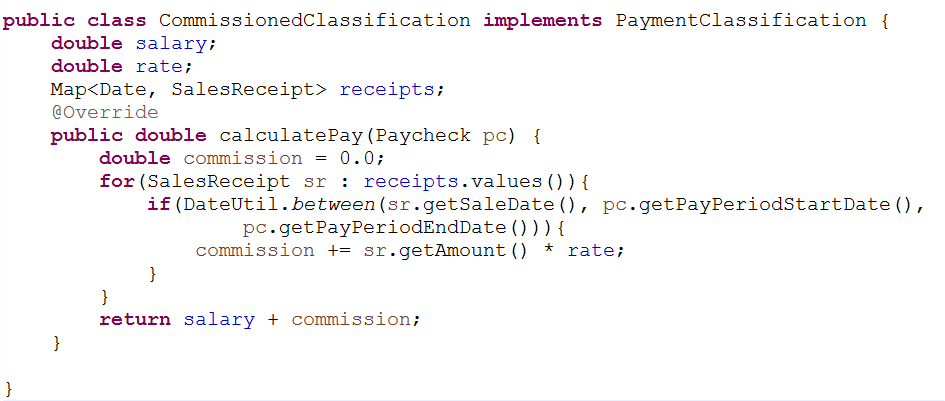 public class CommissionedClassification implements PaymentClassification {
    double salary;
    double rate;
    Map<Date, SalesReceipt> receipts;
    @Override
    public double calculatePay(Paycheck pc) {
        double commission = 0.0;
        for(SalesReceipt sr : receipts.values()){
            if(DateUtil.between(sr.getSaleDate(), pc.getPayPeriodStartDate(),
                    pc.getPayPeriodEndDate())){
                commission += sr.getAmount() * rate;
            }
        }
        return salary + commission;
    }

}